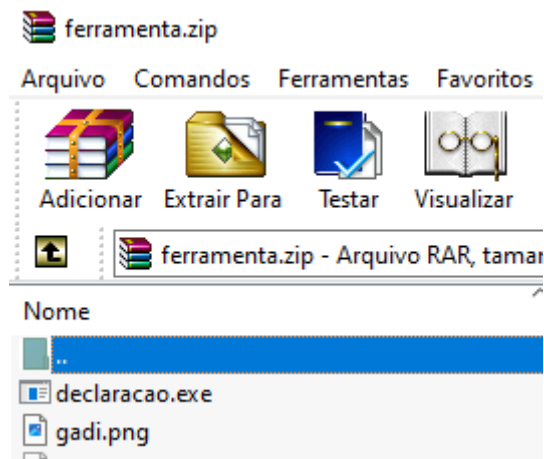 ferramenta.zip
Arquivo Comandos Ferramentas Favoritos
Adicionar Extrair Para Testar Visualizar
ferramenta.zip - Arquivo RAR,
Nome
..
declaracao.exe
gadi.png